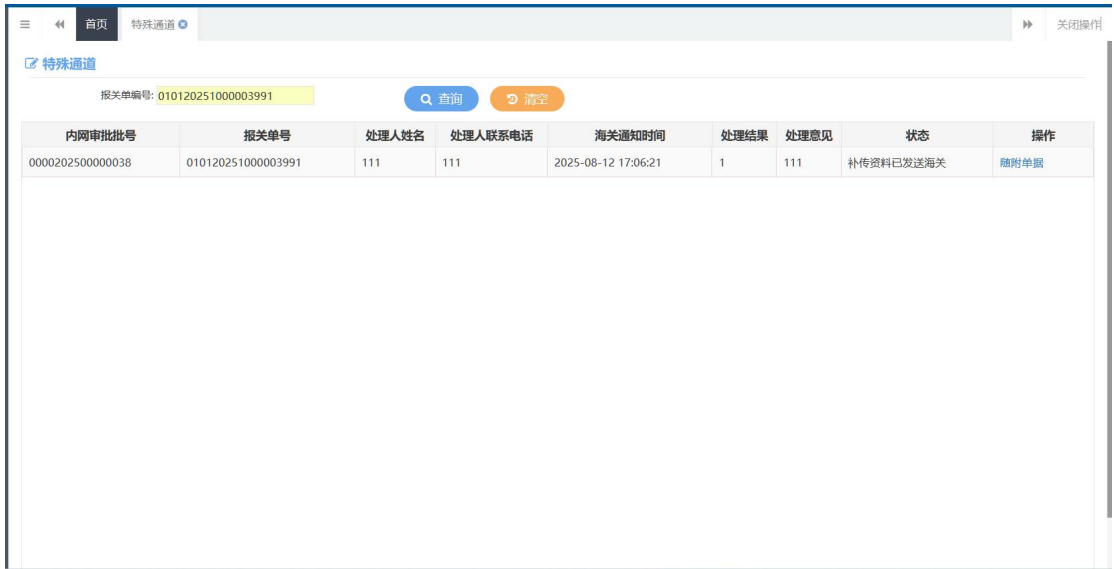 首页 特殊通道 关闭操作
特殊通道
报关单编号: 010120251000003991 查询 清空
内网审批批号 报关单号 处理人姓名 处理人联系电话 海关通知时间 处理结果 处理意见 状态 操作
0000202500000038 010120251000003991 111 111 2025-08-12 17:06:21 1 111 补传资料已发送海关 随附单据